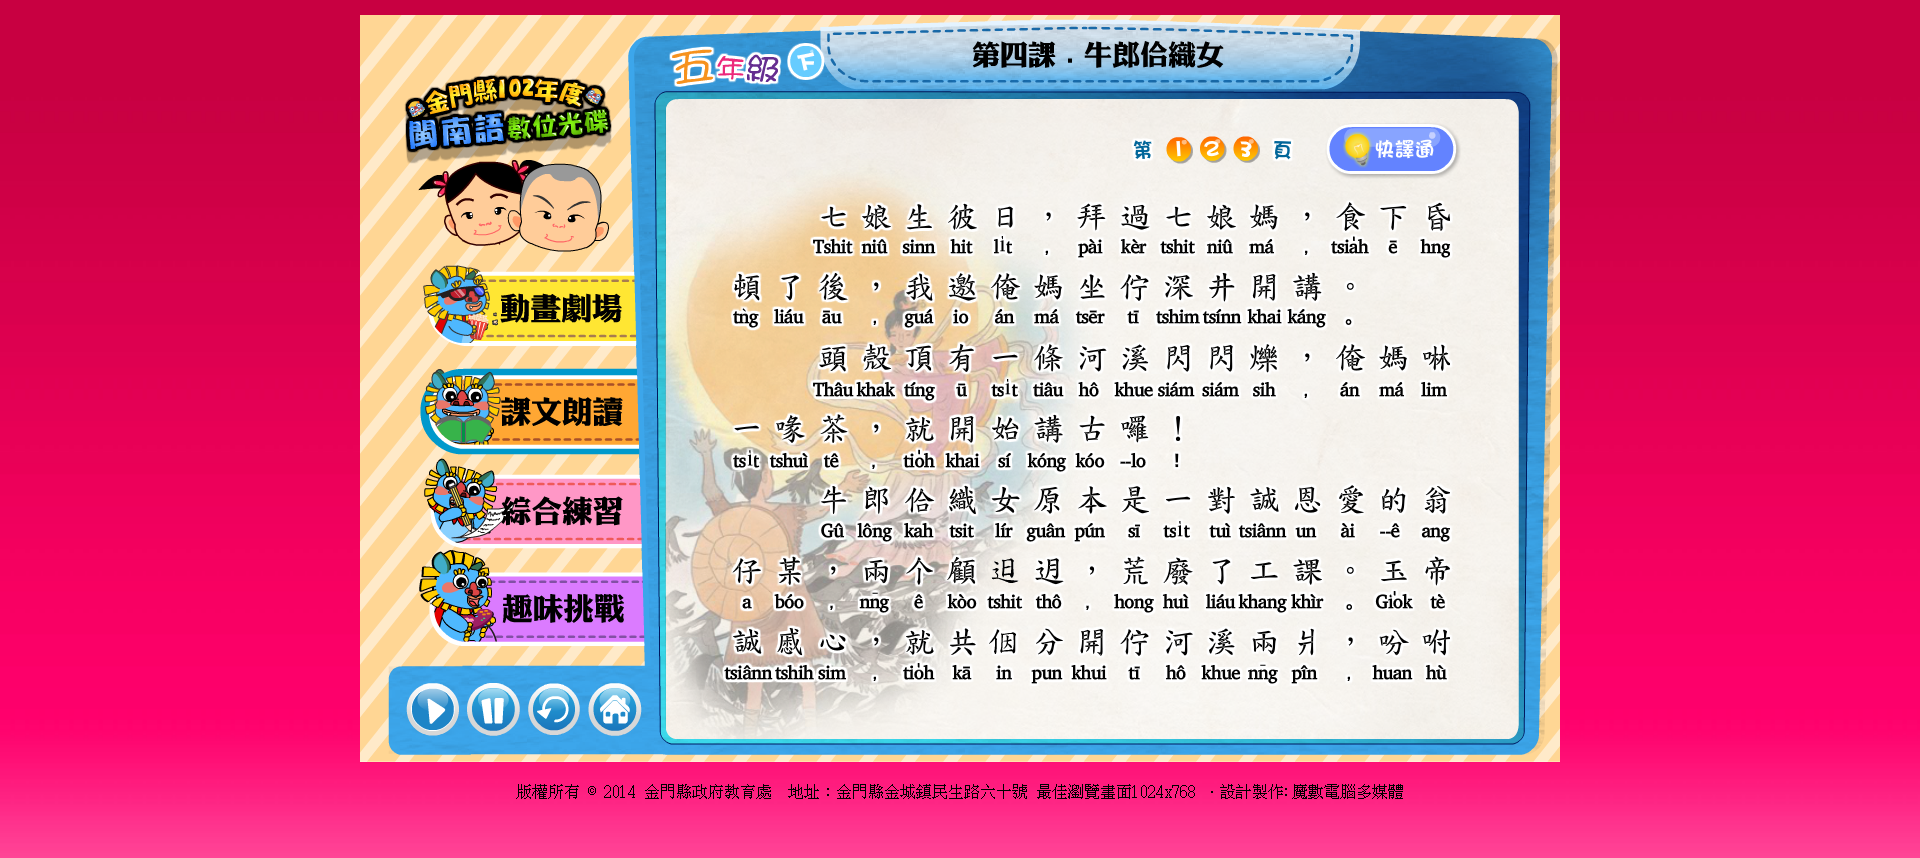 五年級 下
第四課．牛郎佮織女
金門縣102年度
閩南語數位光碟
第 1 2 3 頁
快譯通
動畫劇場
課文朗讀
綜合練習
趣味挑戰
七娘生彼日，拜過七娘媽，食下昏
Tshit niû sinn hit li̍t , pài kèr tshit niû má , tsia̍h ē hng
頓了後，我邀俺媽坐佇深井開講。
tǹg liáu āu , guá io án má tsēr tī tshim tsínn khai káng 。
頭殼頂有一條河溪閃閃爍，俺媽啉
Thâu khak tíng ū tsi̍t tiâu hô khue siám siám sih , án má lim
一喙茶，就開始講古囉！
tsi̍t tshuì tê , tio̍h khai sí kóng kóo --lo !
牛郎佮織女原本是一對誠恩愛的翁
Gû lông kah tsit lír guân pún sī tsi̍t tuì tsiânn un ài --ê ang
仔某，兩个顧𨑨迌，荒廢了工課。玉帝
a bóo , nn̄g ê kòo tshit thô , hong huì liáu khang khìr 。 Gio̍k tè
誠慼心，就共𪜶分開佇河溪兩爿，吩咐
tsiânn tshih sim , tio̍h kā in pun khui tī hô khue nn̄g pîn , huan hù
版權所有 © 2014 金門縣政府教育處 地址：金門縣金城鎮民生路六十號 最佳瀏覽畫面1024x768 ．設計製作:魔數電腦多媒體